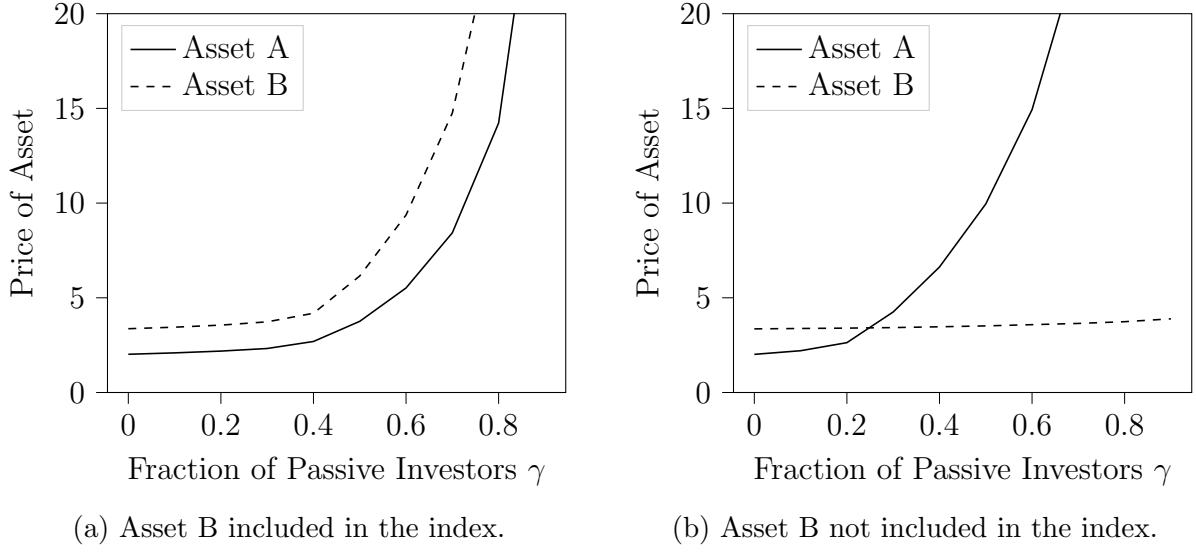 Asset A
Asset B
20
15
10
5
0
Price of Asset
0
0.2
0.4
0.6
0.8
Fraction of Passive Investors γ
(a) Asset B included in the index.
Asset A
Asset B
20
15
10
5
0
Price of Asset
0
0.2
0.4
0.6
0.8
Fraction of Passive Investors γ
(b) Asset B not included in the index.